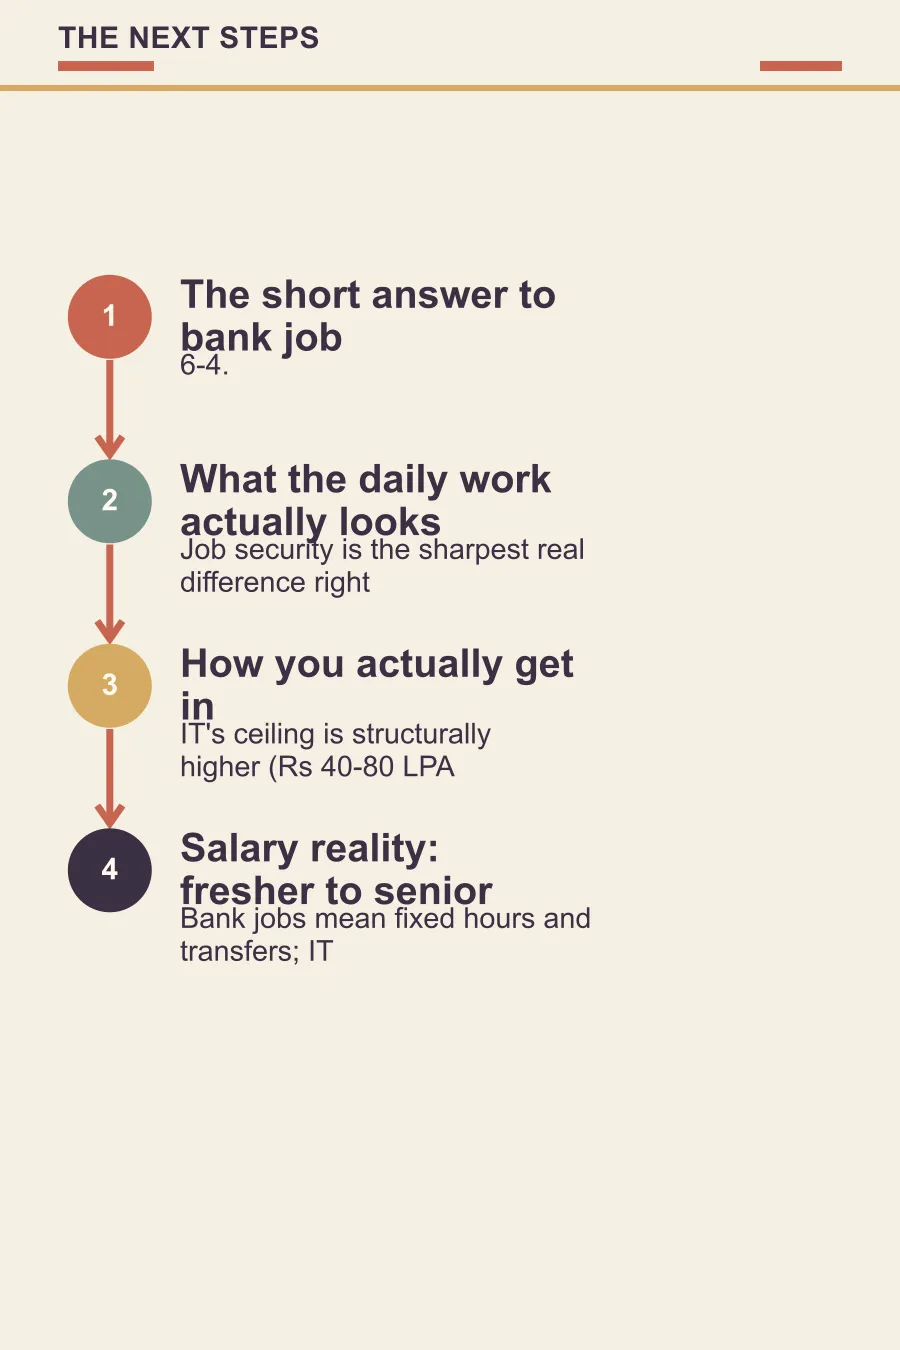 THE NEXT STEPS
1
The short answer to
bank job
6-4.
2
What the daily work
actually looks
Job security is the sharpest real
difference right
3
How you actually get
in
IT's ceiling is structurally
higher (Rs 40-80 LPA
4
Salary reality:
fresher to senior
Bank jobs mean fixed hours and
transfers; IT